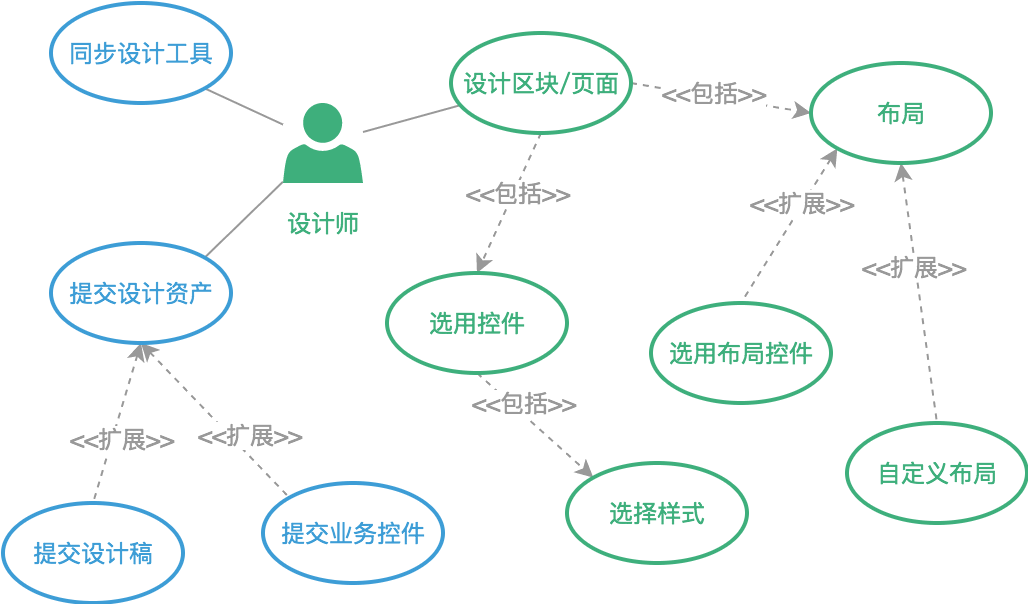 同步设计工具
设计区块/页面
<<包括>>
布局
<<包括>>
<<扩展>>
设计师
<<扩展>>
提交设计资产
选用控件
选用布局控件
<<包括>>
<<扩展>>
<<扩展>>
自定义布局
选择样式
提交业务控件
提交设计稿